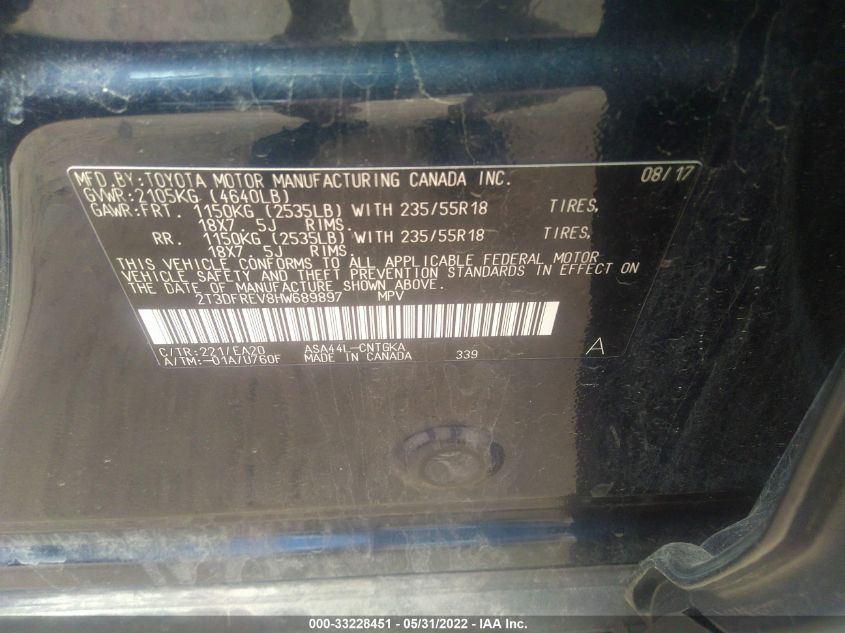 MFD.BY:TOYOTA MOTOR MANUFACTURING CANADA INC. 08/17
GVWR:2105KG (4640LB)
GAWR:FRT. 1150KG (2535LB) WITH 235/55R18 TIRES,
18X7.5J RIMS.
RR. 1150KG (2535LB) WITH 235/55R18 TIRES,
18X7.5J RIMS.
THIS VEHICLE CONFORMS TO ALL APPLICABLE FEDERAL MOTOR
VEHICLE SAFETY AND THEFT PREVENTION STANDARDS IN EFFECT ON
THE DATE OF MANUFACTURE SHOWN ABOVE.
2T3DFREV8HW689897 MPV
C/TR:221/EA20 ASA44L-CNTGKA
A/TM:-01A/U760F MADE IN CANADA 339 A
000-33228451 - 05/31/2022 - IAA Inc.